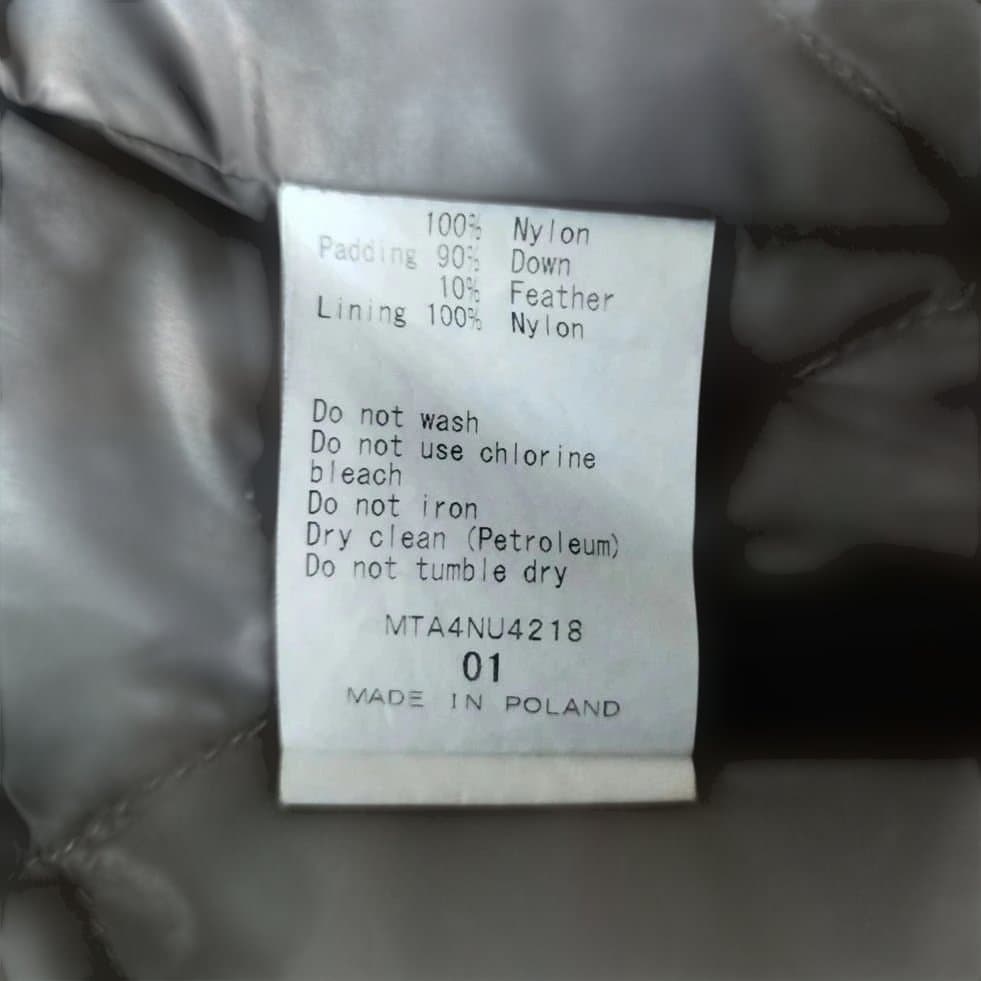 100% Nylon
Padding 90% Down
10% Feather
Lining 100% Nylon
Do not wash
Do not use chlorine
bleach
Do not iron
Dry clean (Petroleum)
Do not tumble dry
MTA4NU4218
01
MADE IN POLAND